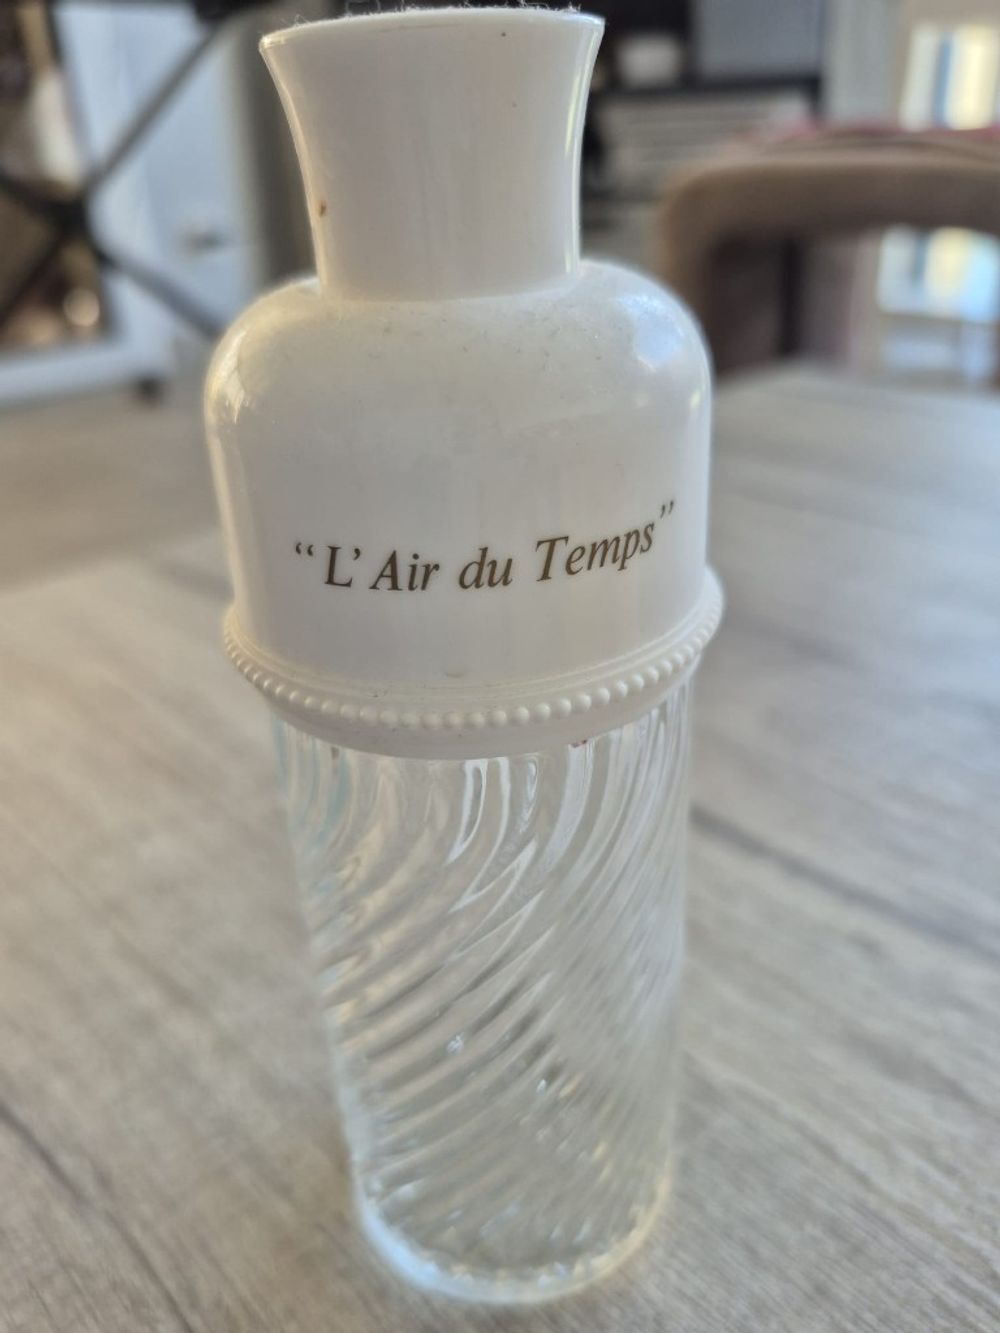 “L’Air du Temps”